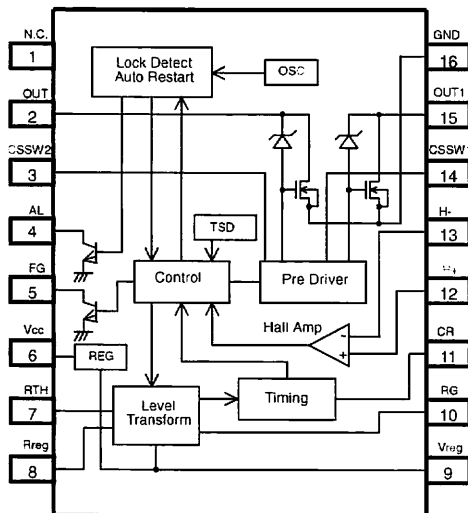 N.C.
1
OUT
2
CSSW2
3
AL
4
FG
5
Vcc
6
RTH
7
Rreg
8
GND
16
OUT1
15
14
H-
13
12
CR
11
RG
10
Vreg
9
Lock Detect
Auto Restart
OSC
TSD
Control
Pre Driver
Hall Amp
-
+
REG
Level
Transform
Timing